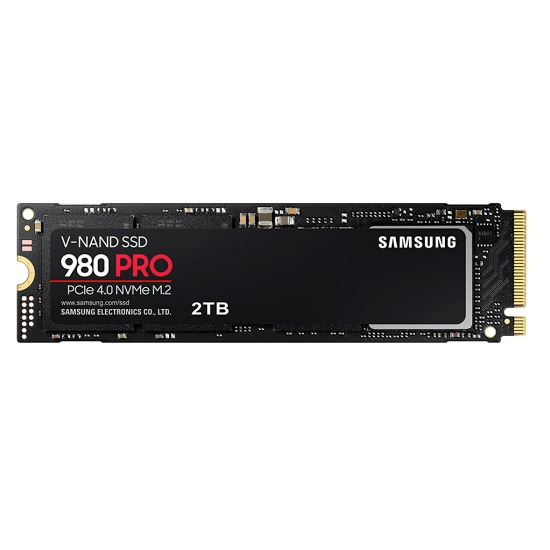 V-NAND SSD
980 PRO
PCIe 4.0 NVMe M.2
www.samsung.com/ssd
SAMSUNG ELECTRONICS CO., LTD.
2TB
SAMSUNG